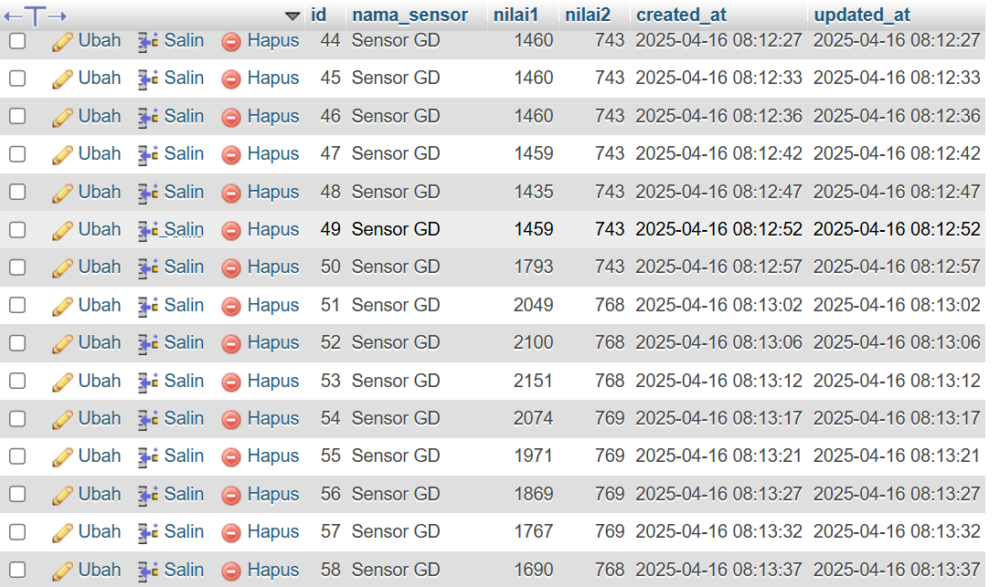 id nama_sensor nilai1 nilai2 created_at updated_at
Ubah Salin Hapus 44 Sensor GD 1460 743 2025-04-16 08:12:27 2025-04-16 08:12:27
Ubah Salin Hapus 45 Sensor GD 1460 743 2025-04-16 08:12:33 2025-04-16 08:12:33
Ubah Salin Hapus 46 Sensor GD 1460 743 2025-04-16 08:12:36 2025-04-16 08:12:36
Ubah Salin Hapus 47 Sensor GD 1459 743 2025-04-16 08:12:42 2025-04-16 08:12:42
Ubah Salin Hapus 48 Sensor GD 1435 743 2025-04-16 08:12:47 2025-04-16 08:12:47
Ubah Salin Hapus 49 Sensor GD 1459 743 2025-04-16 08:12:52 2025-04-16 08:12:52
Ubah Salin Hapus 50 Sensor GD 1793 743 2025-04-16 08:12:57 2025-04-16 08:12:57
Ubah Salin Hapus 51 Sensor GD 2049 768 2025-04-16 08:13:02 2025-04-16 08:13:02
Ubah Salin Hapus 52 Sensor GD 2100 768 2025-04-16 08:13:06 2025-04-16 08:13:06
Ubah Salin Hapus 53 Sensor GD 2151 768 2025-04-16 08:13:12 2025-04-16 08:13:12
Ubah Salin Hapus 54 Sensor GD 2074 769 2025-04-16 08:13:17 2025-04-16 08:13:17
Ubah Salin Hapus 55 Sensor GD 1971 769 2025-04-16 08:13:21 2025-04-16 08:13:21
Ubah Salin Hapus 56 Sensor GD 1869 769 2025-04-16 08:13:27 2025-04-16 08:13:27
Ubah Salin Hapus 57 Sensor GD 1767 769 2025-04-16 08:13:32 2025-04-16 08:13:32
Ubah Salin Hapus 58 Sensor GD 1690 768 2025-04-16 08:13:37 2025-04-16 08:13:37